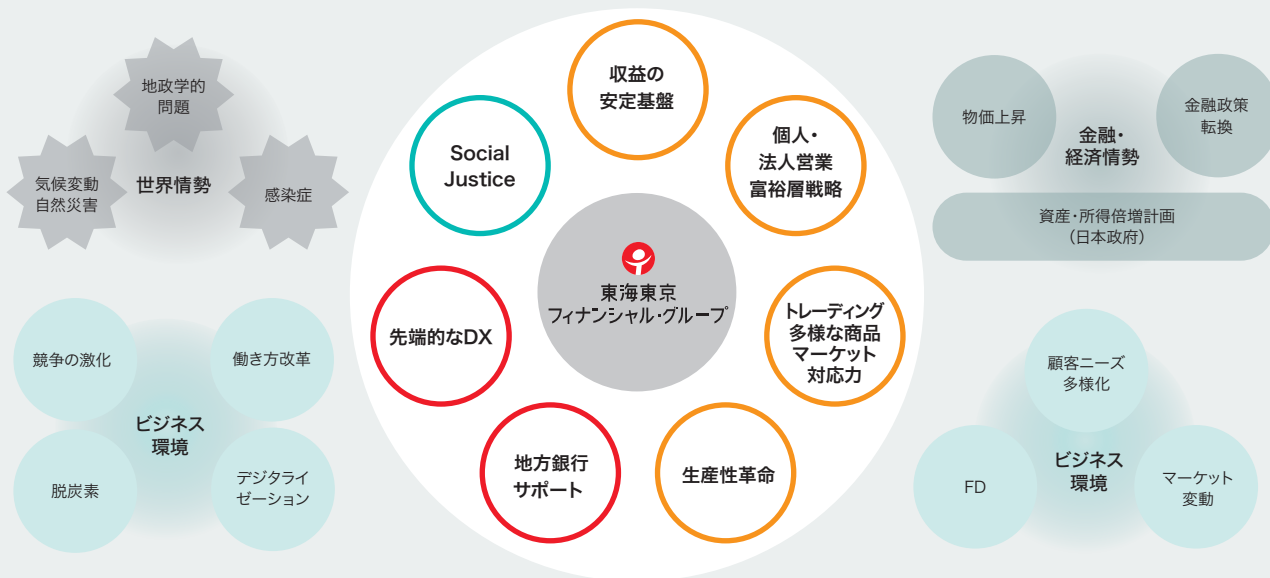 地政学的
問題
気候変動
自然災害
世界情勢
感染症
競争の激化
働き方改革
ビジネス
環境
脱炭素
デジタライ
ゼーション
収益の
安定基盤
Social
Justice
個人・
法人営業
富裕層戦略
東海東京
フィナンシャル・グループ
先端的なDX
トレーディング
多様な商品
マーケット
対応力
地方銀行
サポート
生産性革命
物価上昇
金融・
経済情勢
金融政策
転換
資産・所得倍増計画
（日本政府）
顧客ニーズ
多様化
FD
ビジネス
環境
マーケット
変動